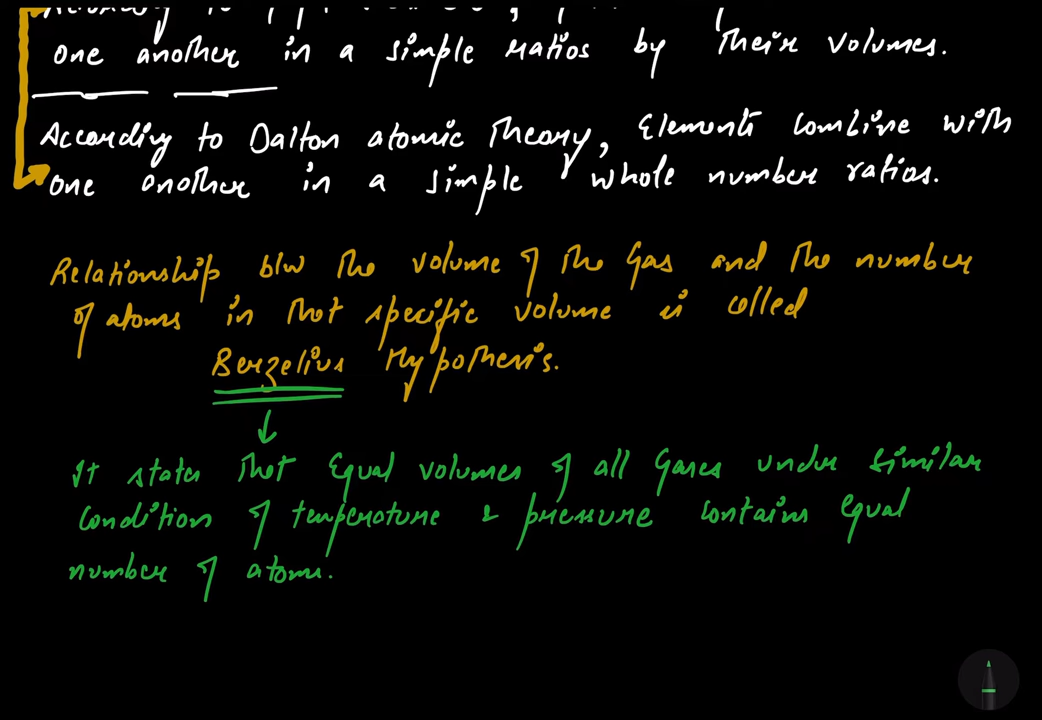 one another in a simple ratios by their volumes.
According to Dalton atomic theory, Elements combine with
one another in a simple whole number ratios.
Relationship b/w the volume of the Gas and the number
of atoms in that specific volume is called
Berzelius Hypothesis.
It states that Equal volumes of all Gases under similar
condition of temperature & pressure contains equal
number of atoms.